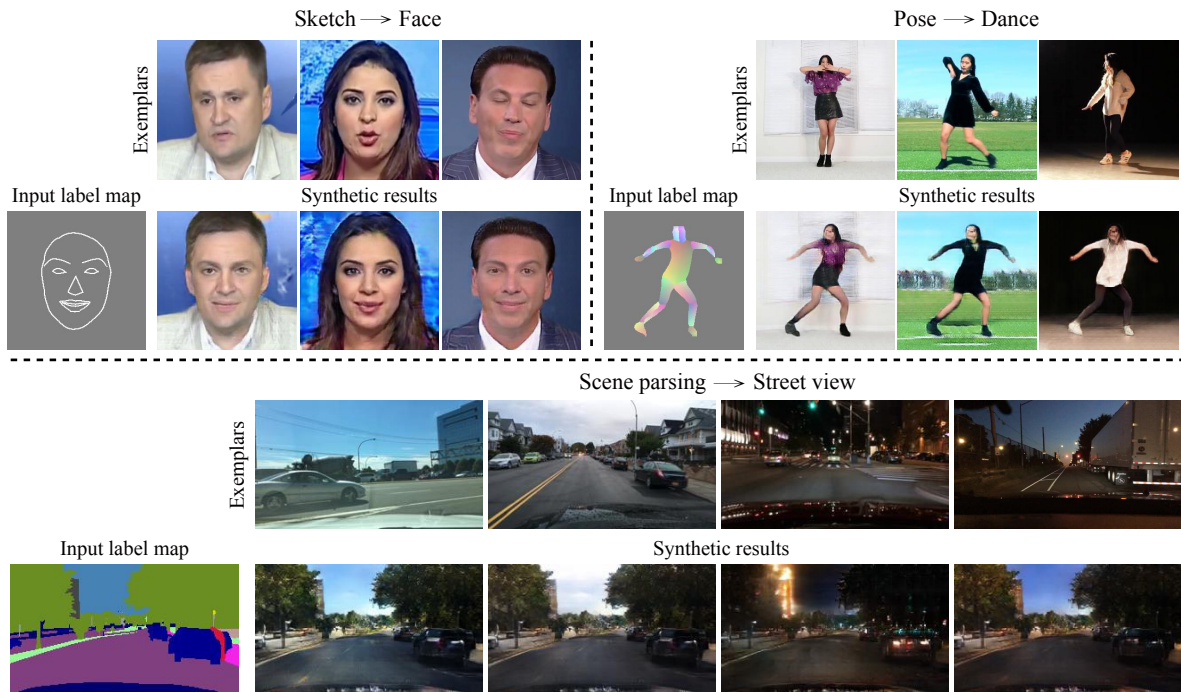 Sketch → Face
Exemplars
Input label map
Synthetic results
Pose → Dance
Exemplars
Input label map
Synthetic results
Scene parsing → Street view
Exemplars
Input label map
Synthetic results